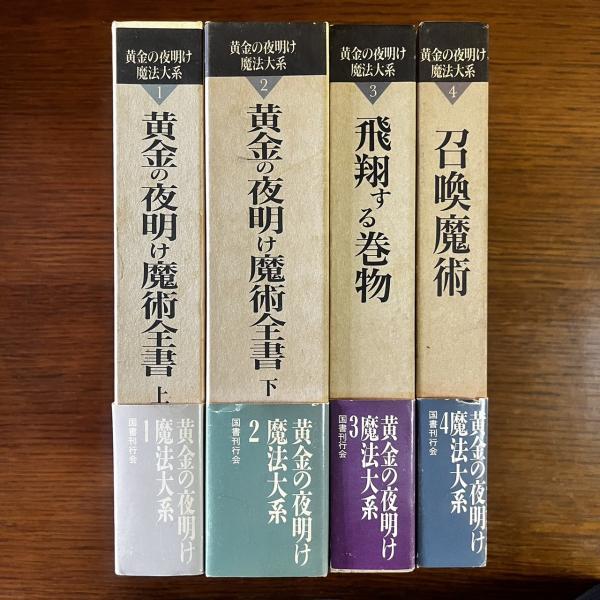 黄金の夜明け
魔法大系
1
黄金の夜明け魔術全書 上
黄金の夜明け
魔法大系
1
国書刊行会
黄金の夜明け
魔法大系
2
黄金の夜明け魔術全書 下
黄金の夜明け
魔法大系
2
国書刊行会
黄金の夜明け
魔法大系
3
飛翔する巻物
黄金の夜明け
魔法大系
3
国書刊行会
黄金の夜明け
魔法大系
4
召喚魔術
黄金の夜明け
魔法大系
4
国書刊行会